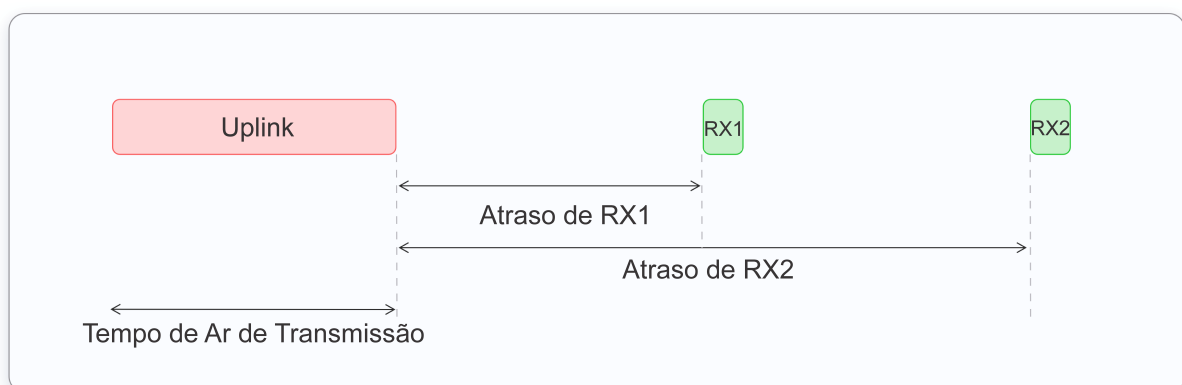 Uplink
RX1
RX2
Atraso de RX1
Atraso de RX2
Tempo de Ar de Transmissão